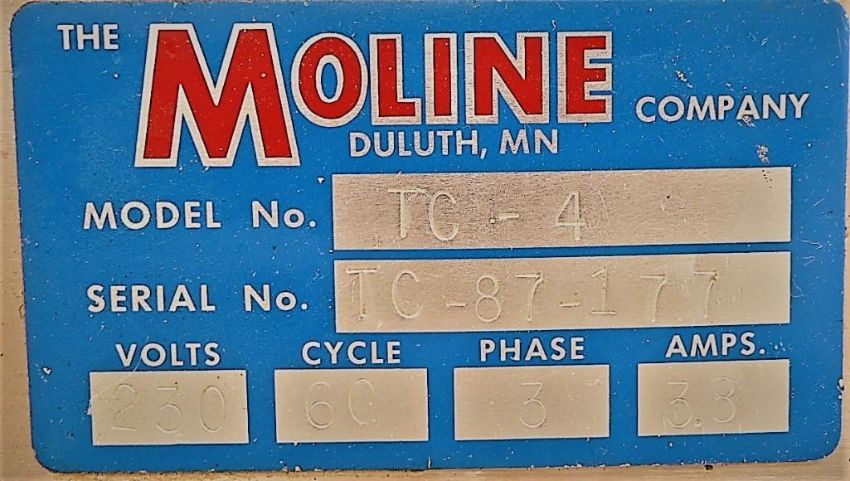 THE MOLINE COMPANY
DULUTH, MN
MODEL No. TC-4
SERIAL No. TC-87-177
VOLTS CYCLE PHASE AMPS.
230 60 3 3.8